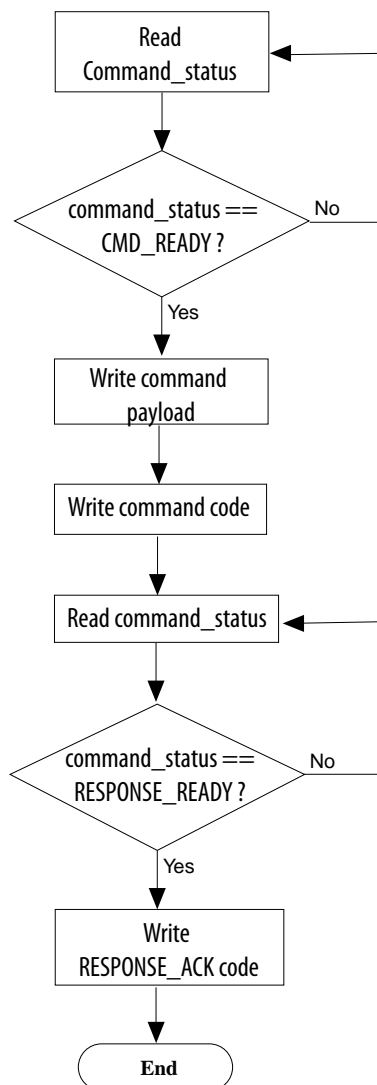 Read
Command_status
command_status ==
CMD_READY ?
No
Yes
Write command
payload
Write command code
Read command_status
command_status ==
RESPONSE_READY ?
No
Yes
Write
RESPONSE_ACK code
End